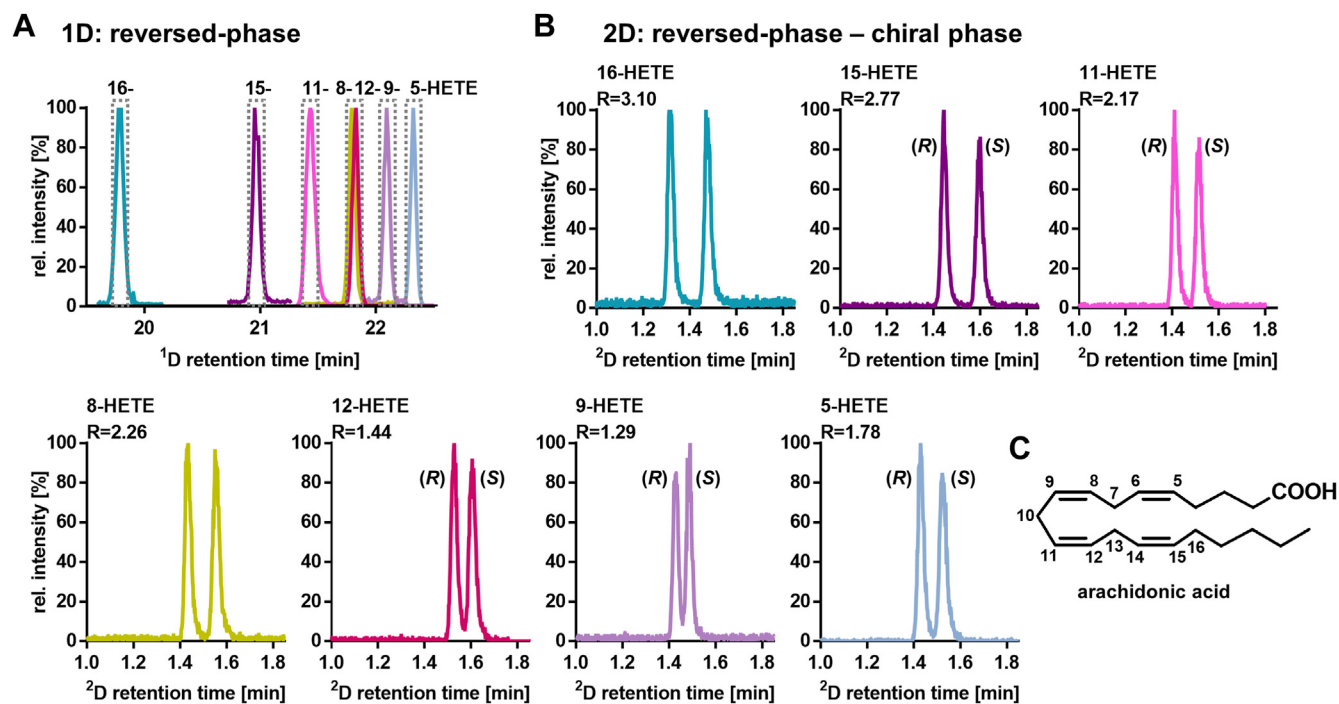 A 1D: reversed-phase
16- 15- 11- 8- 12- 9- 5-HETE
rel. intensity [%]
100
80
60
40
20
0
20 21 22
1D retention time [min]
B 2D: reversed-phase – chiral phase
16-HETE
R=3.10
rel. intensity [%]
100
80
60
40
20
0
1.0 1.2 1.4 1.6 1.8
2D retention time [min]
15-HETE
R=2.77
(R) (S)
100
80
60
40
20
0
1.0 1.2 1.4 1.6 1.8
2D retention time [min]
11-HETE
R=2.17
(R) (S)
100
80
60
40
20
0
1.0 1.2 1.4 1.6 1.8
2D retention time [min]
8-HETE
R=2.26
rel. intensity [%]
100
80
60
40
20
0
1.0 1.2 1.4 1.6 1.8
2D retention time [min]
12-HETE
R=1.44
(R) (S)
100
80
60
40
20
0
1.0 1.2 1.4 1.6 1.8
2D retention time [min]
9-HETE
R=1.29
(R) (S)
100
80
60
40
20
0
1.0 1.2 1.4 1.6 1.8
2D retention time [min]
5-HETE
R=1.78
(R) (S)
100
80
60
40
20
0
1.0 1.2 1.4 1.6 1.8
2D retention time [min]
C
9 8 7 6 5
COOH
10
11 12 13 14 15 16
arachidonic acid